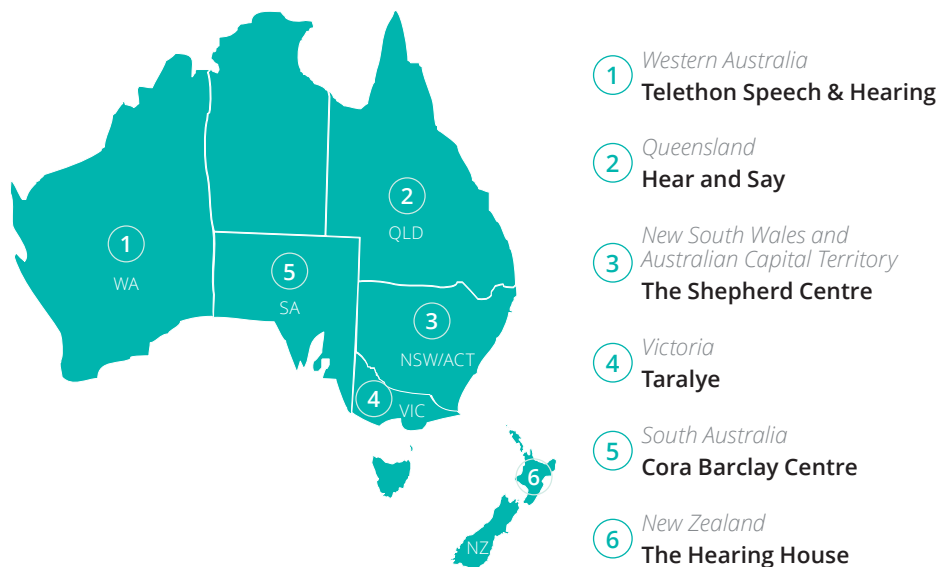 1
WA
2
QLD
5
SA
3
NSW/ACT
4
VIC
6
NZ
1
Western Australia
Telethon Speech & Hearing
2
Queensland
Hear and Say
3
New South Wales and
Australian Capital Territory
The Shepherd Centre
4
Victoria
Taralye
5
South Australia
Cora Barclay Centre
6
New Zealand
The Hearing House